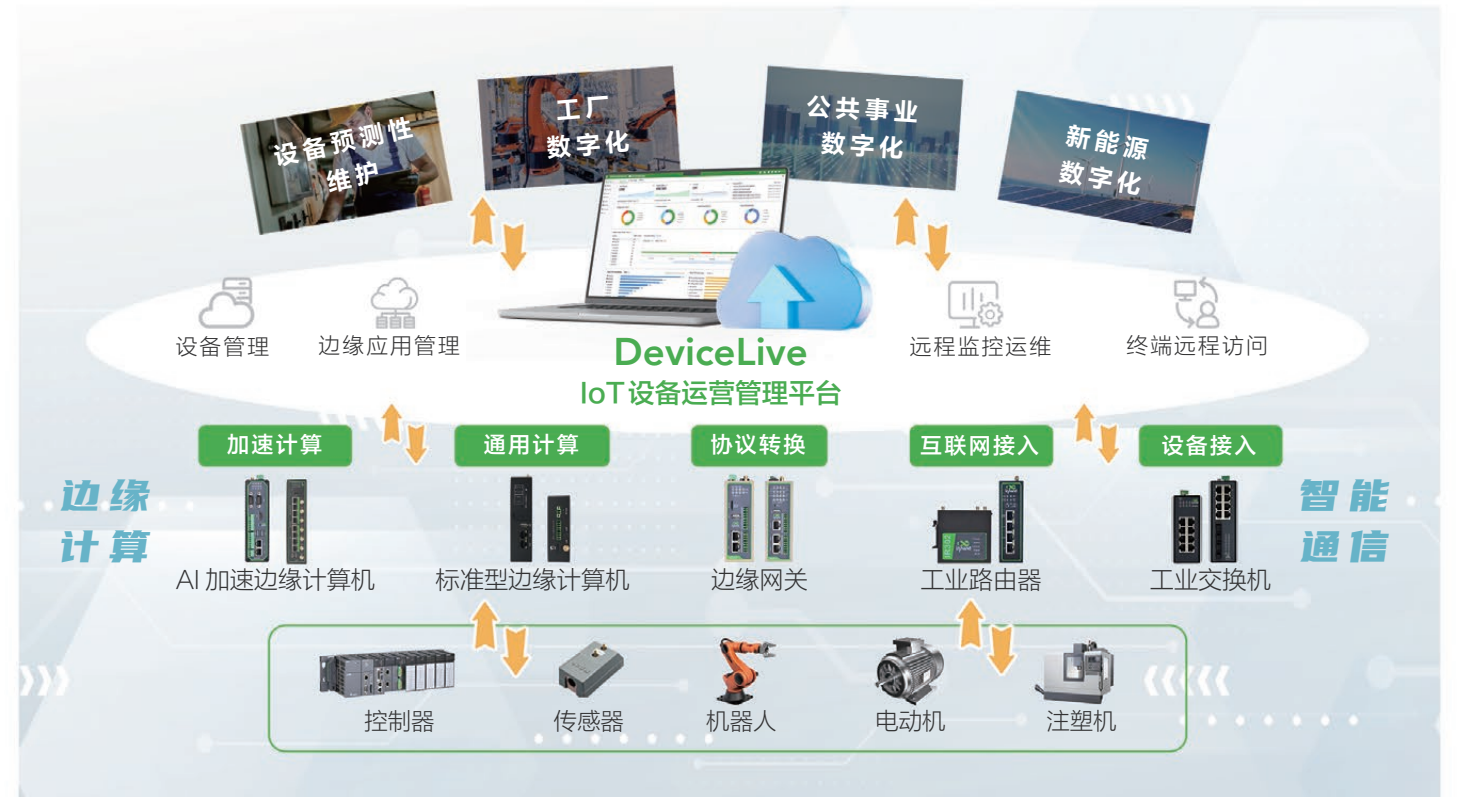 设备预测性
维护
工厂
数字化
公共事业
数字化
新能源
数字化
设备管理
边缘应用管理
DeviceLive
IoT设备运营管理平台
远程监控运维
终端远程访问
加速计算
通用计算
协议转换
互联网接入
设备接入
边缘
计算
智能
通信
AI 加速边缘计算机
标准型边缘计算机
边缘网关
工业路由器
工业交换机
控制器
传感器
机器人
电动机
注塑机